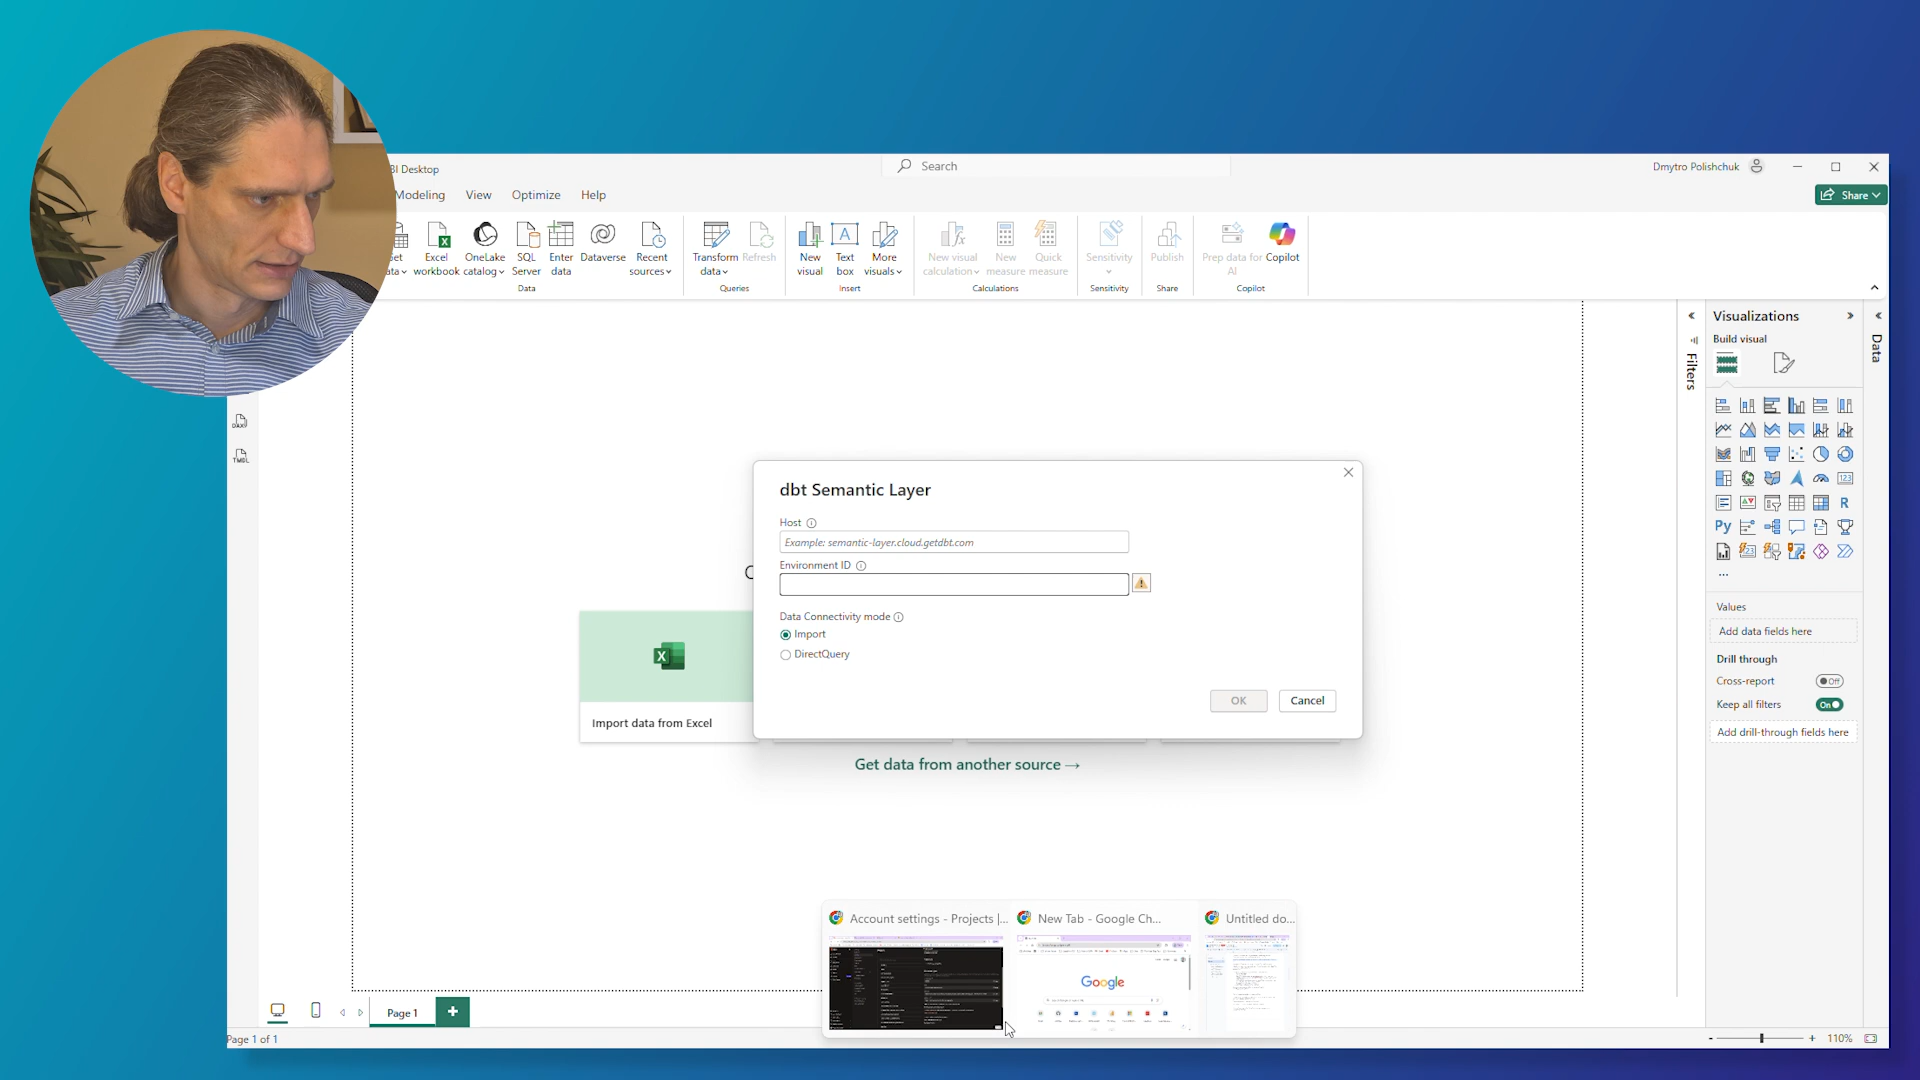 BI Desktop
Search
Dmytro Polishchuk
Modeling
View
Optimize
Help
Share
Excel
workbook
OneLake
catalog
SQL
Server
Enter
data
Dataverse
Recent
sources
Transform
data
Refresh
New
visual
Text
box
More
visuals
New visual
calculation
New
measure
Quick
measure
Sensitivity
Publish
Prep data for
AI
Copilot
Data
Queries
Insert
Calculations
Sensitivity
Share
Copilot
Filters
Visualizations
Build visual
Data
R
Py
123
...
Values
Add data fields here
Drill through
Cross-report
Off
Keep all filters
On
Add drill-through fields here
DAX
TMDL
dbt Semantic Layer
Host
Example: semantic-layer.cloud.getdbt.com
Environment ID
Data Connectivity mode
Import
DirectQuery
OK
Cancel
Import data from Excel
Get data from another source →
Account settings - Projects |...
New Tab - Google Ch...
Untitled do...
Google
Page 1
Page 1 of 1
110%